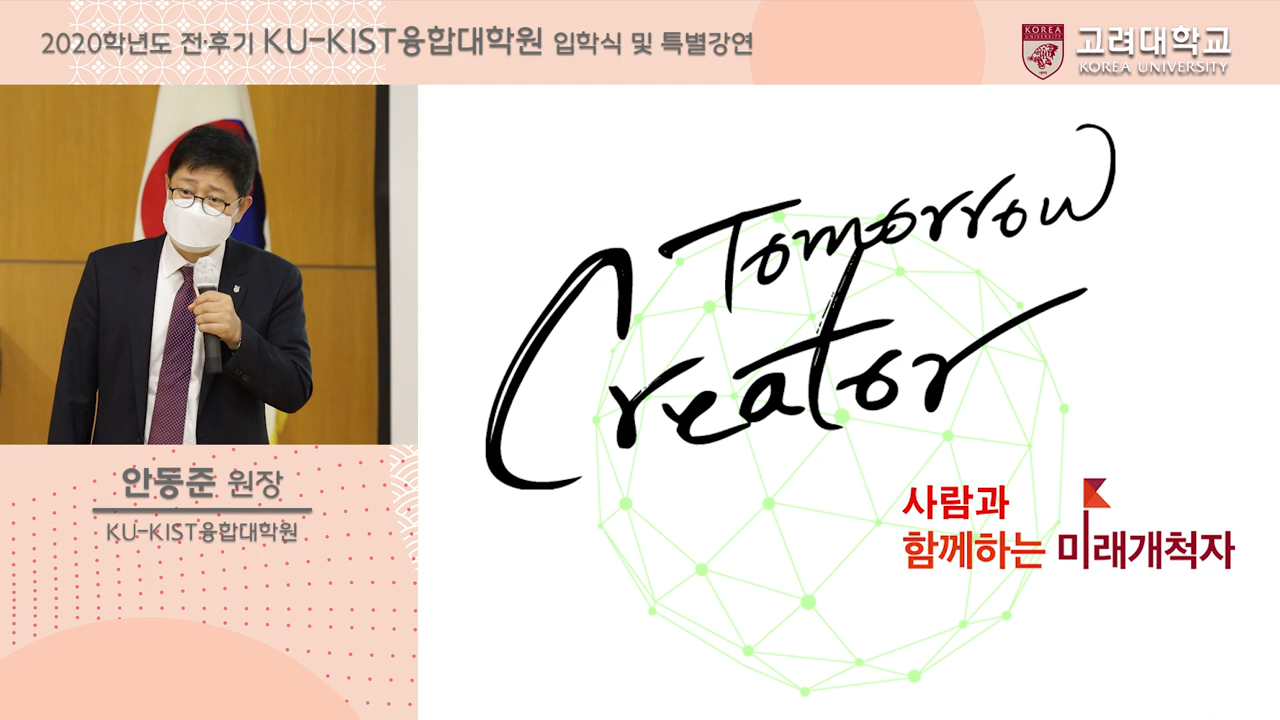 2020학년도 전·후기 KU-KIST융합대학원 입학식 및 특별강연
KOREA
UNIVERSITY
고려대학교
KOREA UNIVERSITY
Tomorrow
Creator
사람과
함께하는 미래개척자
안동준 원장
KU-KIST융합대학원